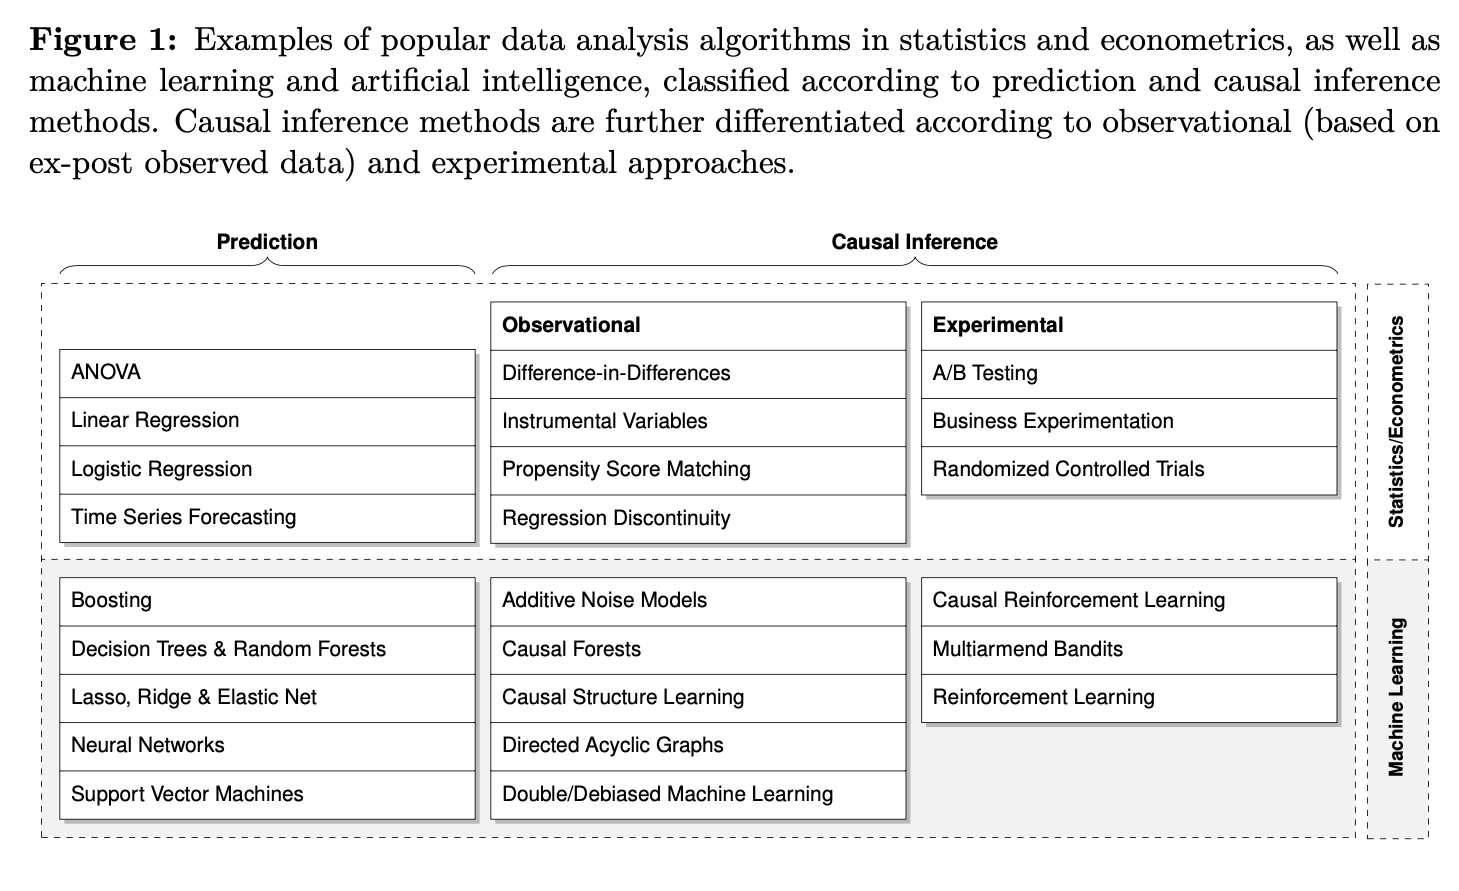 Figure 1: Examples of popular data analysis algorithms in statistics and econometrics, as well as
machine learning and artificial intelligence, classified according to prediction and causal inference
methods. Causal inference methods are further differentiated according to observational (based on
ex-post observed data) and experimental approaches.
Prediction
Causal Inference
ANOVA
Linear Regression
Logistic Regression
Time Series Forecasting
Observational
Difference-in-Differences
Instrumental Variables
Propensity Score Matching
Regression Discontinuity
Experimental
A/B Testing
Business Experimentation
Randomized Controlled Trials
Statistics/Econometrics
Boosting
Decision Trees & Random Forests
Lasso, Ridge & Elastic Net
Neural Networks
Support Vector Machines
Additive Noise Models
Causal Forests
Causal Structure Learning
Directed Acyclic Graphs
Double/Debiased Machine Learning
Causal Reinforcement Learning
Multiarmend Bandits
Reinforcement Learning
Machine Learning